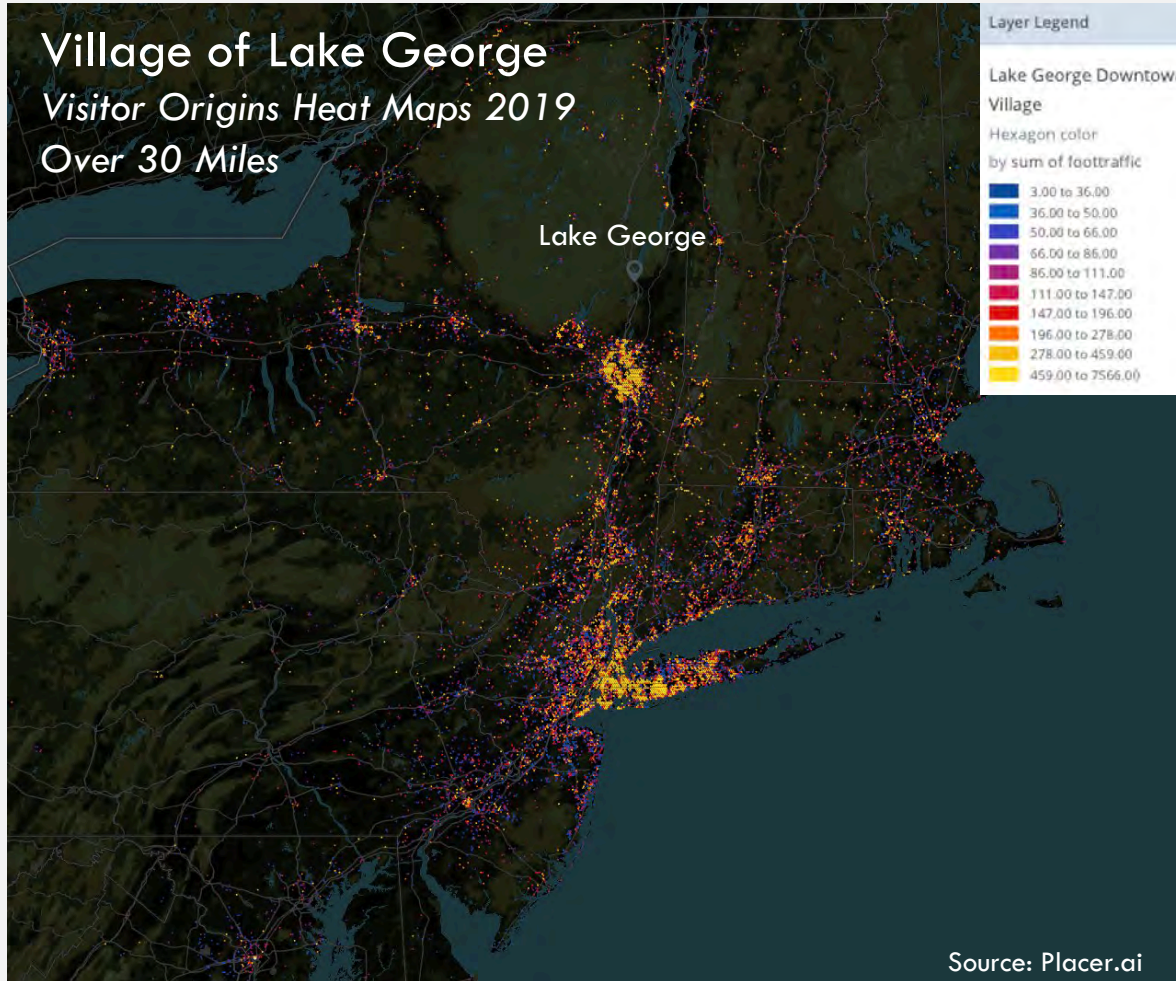 Village of Lake George
Visitor Origins Heat Maps 2019
Over 30 Miles
Lake George
Layer Legend
Lake George Downtow
Village
Hexagon color
by sum of foottraffic
3.00 to 36.00
36.00 to 50.00
50.00 to 66.00
66.00 to 86.00
86.00 to 111.00
111.00 to 147.00
147.00 to 196.00
196.00 to 278.00
278.00 to 459.00
459.00 to 7566.00
Source: Placer.ai